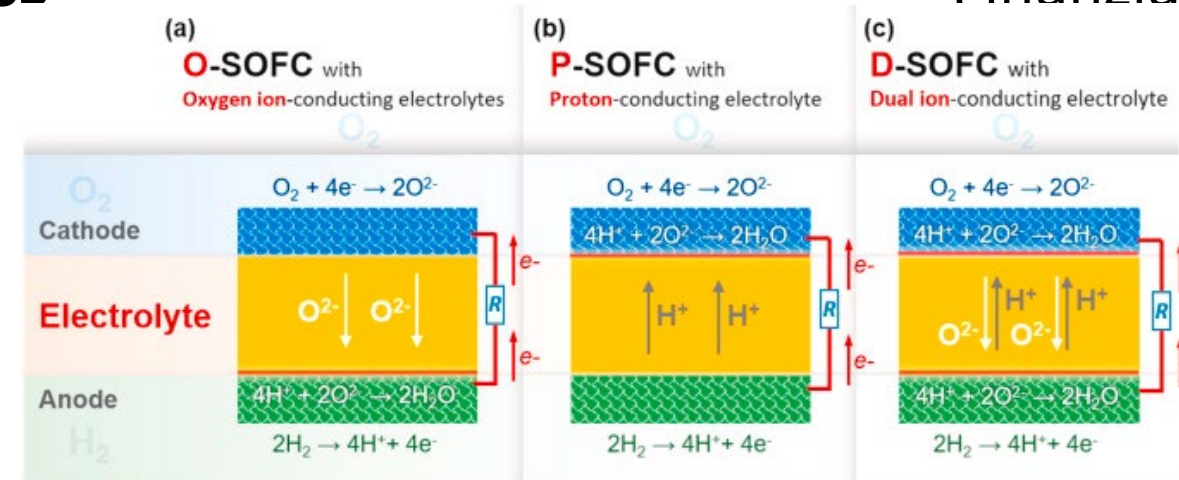 (a)
O-SOFC with
Oxygen ion-conducting electrolytes
O₂
(b)
P-SOFC with
Proton-conducting electrolyte
O₂
(c)
D-SOFC with
Dual ion-conducting electrolyte
O₂
O₂
Cathode
Electrolyte
Anode
H₂
O₂ + 4e⁻ → 2O²⁻
O²⁻ O²⁻
4H⁺ + 2O²⁻ → 2H₂O
2H₂ → 4H⁺+ 4e⁻
e-
R
e-
O₂ + 4e⁻ → 2O²⁻
4H⁺ + 2O²⁻ → 2H₂O
H⁺ H⁺
2H₂ → 4H⁺+ 4e⁻
e-
R
e-
O₂ + 4e⁻ → 2O²⁻
4H⁺ + 2O²⁻ → 2H₂O
H⁺ H⁺
O²⁻ O²⁻
4H⁺ + 2O²⁻ → 2H₂O
2H₂ → 4H⁺+ 4e⁻
R